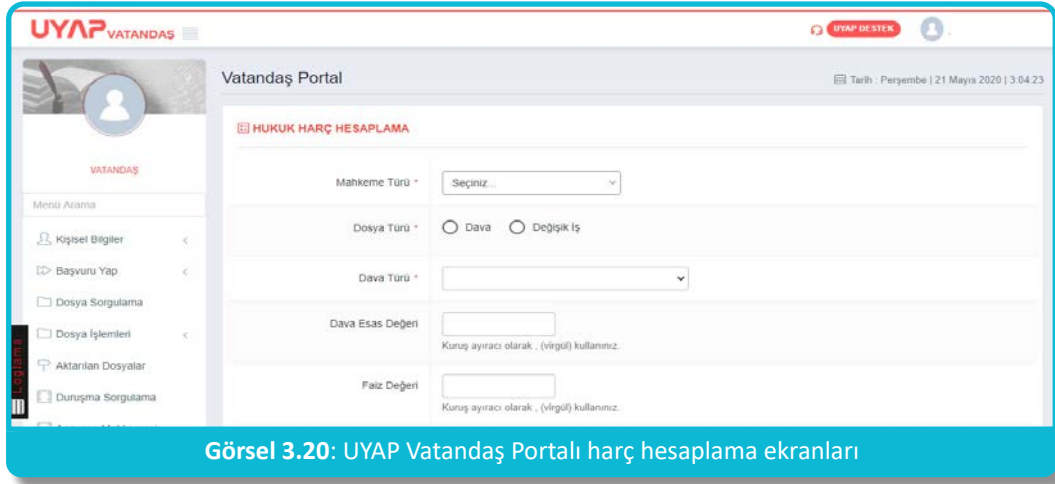 UYAP VATANDAŞ
UYAP DESTEK
Vatandaş Portal
Tarih : Perşembe | 21 Mayıs 2020 | 3:04:23
HUKUK HARÇ HESAPLAMA
VATANDAŞ
Menü Arama
Kişisel Bilgiler
Başvuru Yap
Dosya Sorgulama
Dosya İşlemleri
Aktarılan Dosyalar
Duruşma Sorgulama
Loglama
Mahkeme Türü *
Seçiniz...
Dosya Türü *
Dava
Değişik İş
Dava Türü *
Dava Esas Değeri
Kuruş ayıracı olarak , (virgül) kullanınız.
Faiz Değeri
Kuruş ayıracı olarak , (virgül) kullanınız.
Görsel 3.20: UYAP Vatandaş Portalı harç hesaplama ekranları